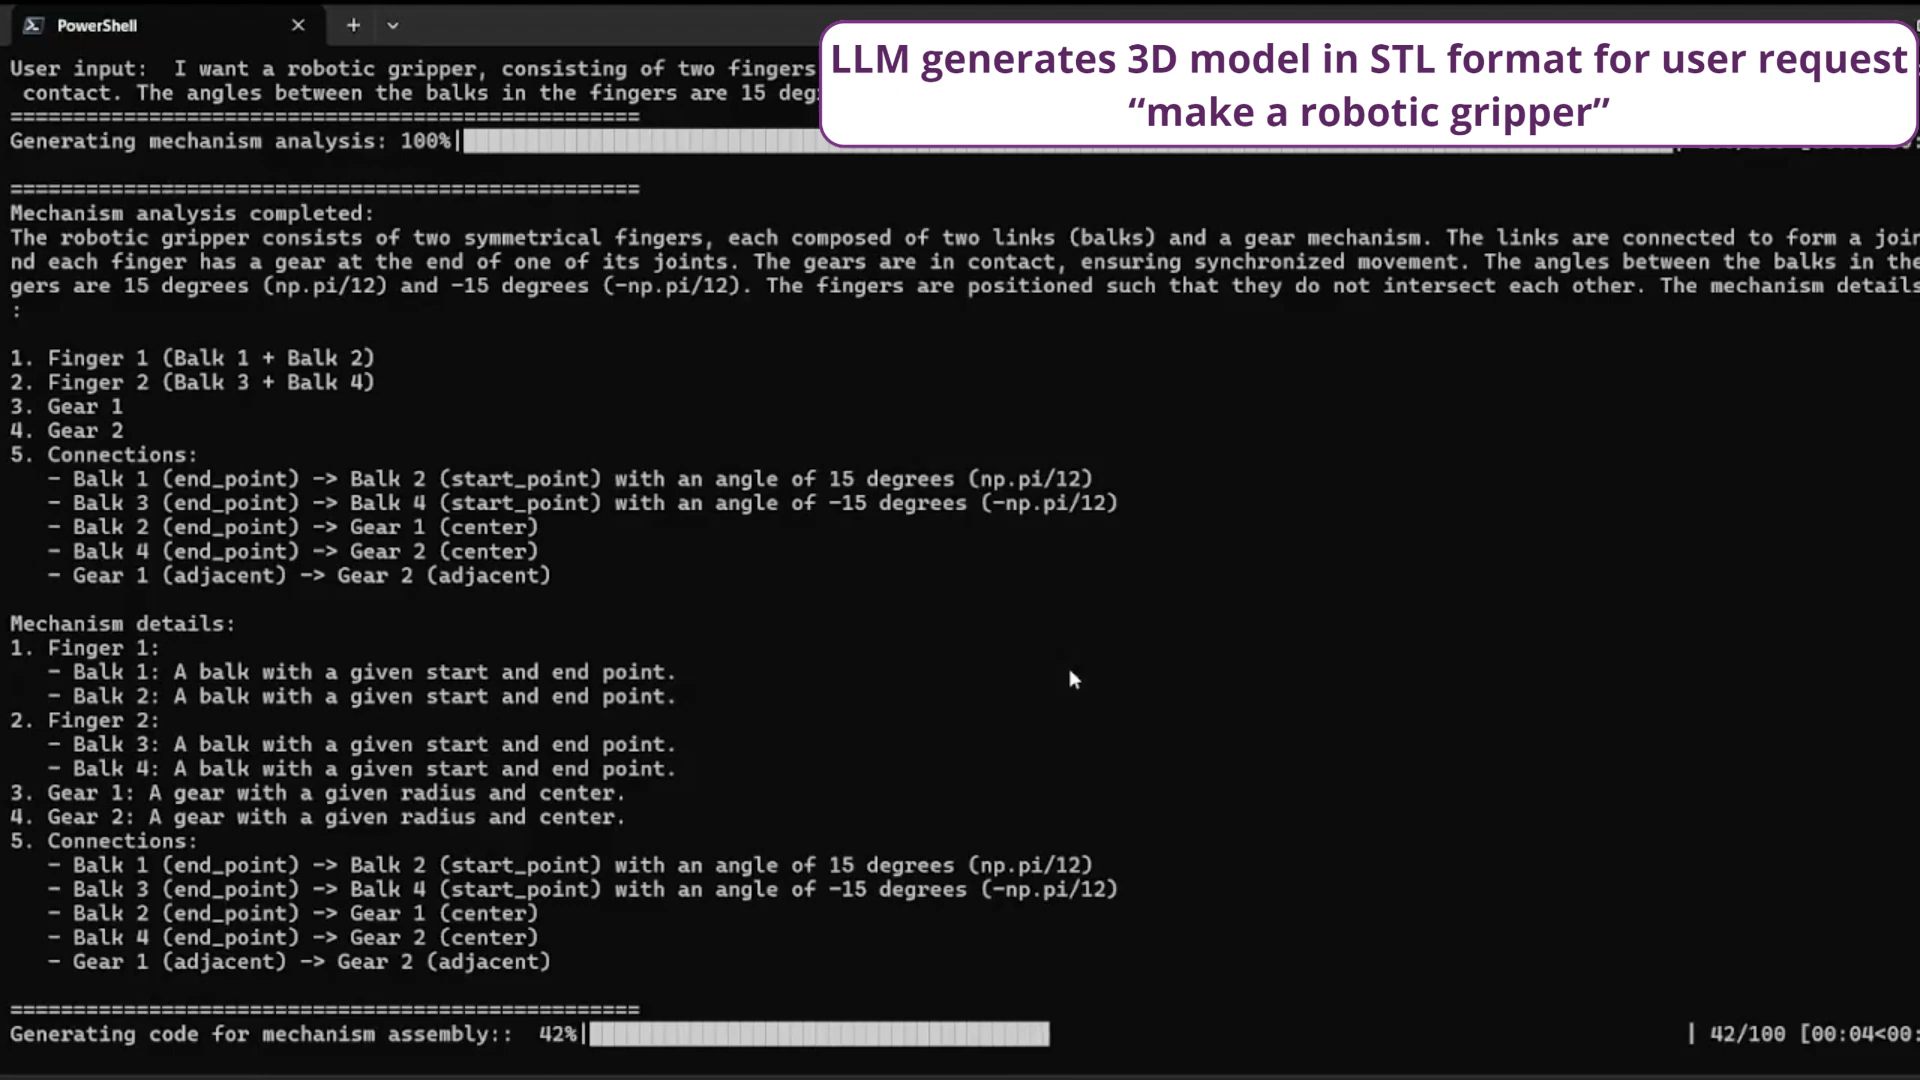 PowerShell
LLM generates 3D model in STL format for user request
“make a robotic gripper”
User input:  I want a robotic gripper, consisting of two fingers
contact. The angles between the balks in the fingers are 15
==================================================
Generating mechanism analysis: 100%|
==================================================
Mechanism analysis completed:
The robotic gripper consists of two symmetrical fingers, each composed of two links (balks) and a gear mechanism. The links are connected to form a
nd each finger has a gear at the end of one of its joints. The gears are in contact, ensuring synchronized movement. The angles between the balks in the
gers are 15 degrees (np.pi/12) and -15 degrees (-np.pi/12). The fingers are positioned such that they do not intersect each other. The mechanism details
:
1. Finger 1 (Balk 1 + Balk 2)
2. Finger 2 (Balk 3 + Balk 4)
3. Gear 1
4. Gear 2
5. Connections:
- Balk 1 (end_point) -> Balk 2 (start_point) with an angle of 15 degrees (np.pi/12)
- Balk 3 (end_point) -> Balk 4 (start_point) with an angle of -15 degrees (-np.pi/12)
- Balk 2 (end_point) -> Gear 1 (center)
- Balk 4 (end_point) -> Gear 2 (center)
- Gear 1 (adjacent) -> Gear 2 (adjacent)
Mechanism details:
1. Finger 1:
- Balk 1: A balk with a given start and end point.
- Balk 2: A balk with a given start and end point.
2. Finger 2:
- Balk 3: A balk with a given start and end point.
- Balk 4: A balk with a given start and end point.
3. Gear 1: A gear with a given radius and center.
4. Gear 2: A gear with a given radius and center.
5. Connections:
- Balk 1 (end_point) -> Balk 2 (start_point) with an angle of 15 degrees (np.pi/12)
- Balk 3 (end_point) -> Balk 4 (start_point) with an angle of -15 degrees (-np.pi/12)
- Balk 2 (end_point) -> Gear 1 (center)
- Balk 4 (end_point) -> Gear 2 (center)
- Gear 1 (adjacent) -> Gear 2 (adjacent)
==================================================
Generating code for mechanism assembly::  42%| | 42/100 [00:04<00: